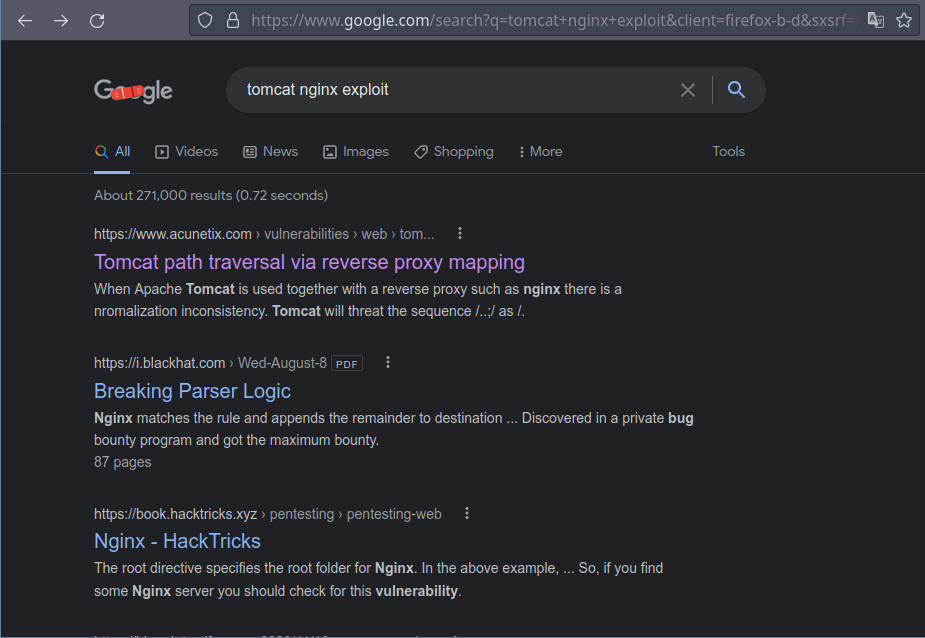 https://www.google.com/search?q=tomcat+nginx+exploit&client=firefox-b-d&sxsrf=
Google
tomcat nginx exploit
All Videos News Images Shopping More Tools
About 271,000 results (0.72 seconds)
https://www.acunetix.com › vulnerabilities › web › tom...
Tomcat path traversal via reverse proxy mapping
When Apache Tomcat is used together with a reverse proxy such as nginx there is a
nromalization inconsistency. Tomcat will threat the sequence /..;/ as /.
https://i.blackhat.com › Wed-August-8 PDF
Breaking Parser Logic
Nginx matches the rule and appends the remainder to destination ... Discovered in a private bug
bounty program and got the maximum bounty.
87 pages
https://book.hacktricks.xyz › pentesting › pentesting-web
Nginx - HackTricks
The root directive specifies the root folder for Nginx. In the above example, ... So, if you find
some Nginx server you should check for this vulnerability.